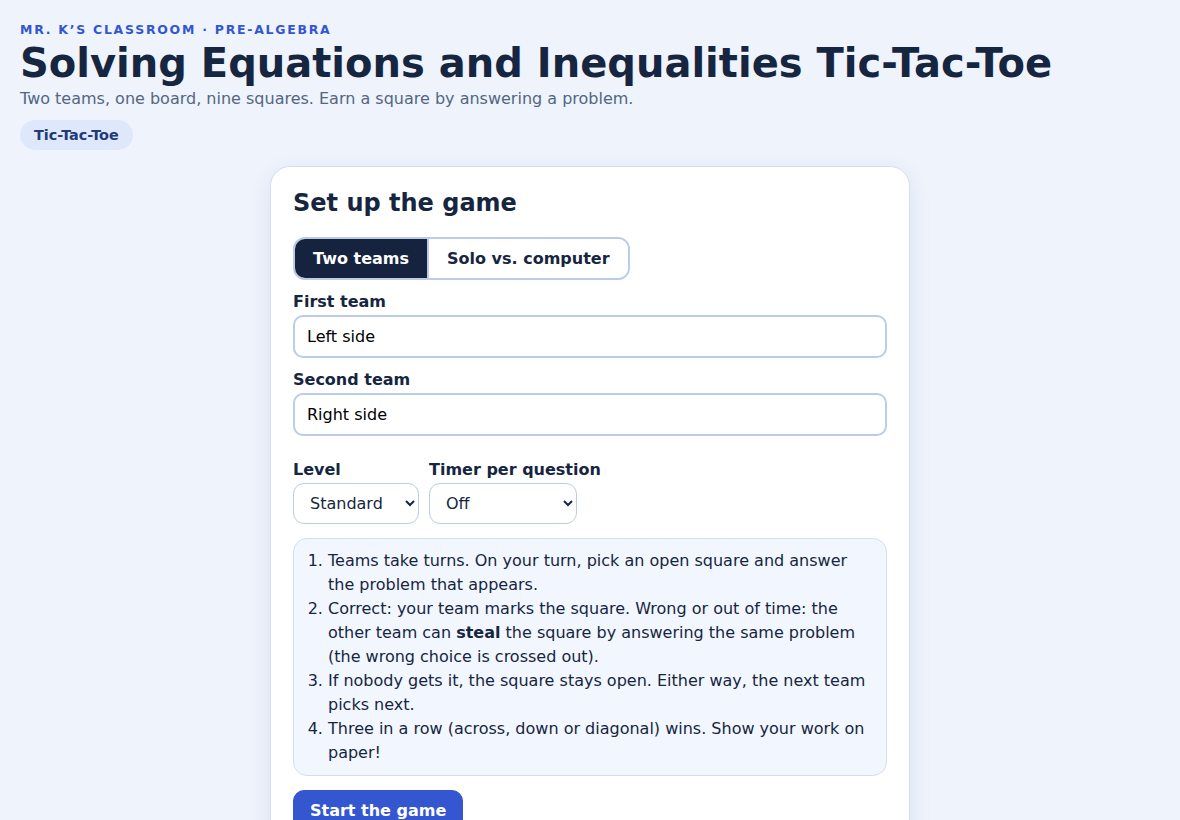 MR. K’S CLASSROOM · PRE-ALGEBRA
Solving Equations and Inequalities Tic-Tac-Toe
Two teams, one board, nine squares. Earn a square by answering a problem.
Tic-Tac-Toe
Set up the game
Two teams
Solo vs. computer
First team
Left side
Second team
Right side
Level
Timer per question
Standard
Off
1. Teams take turns. On your turn, pick an open square and answer
the problem that appears.
2. Correct: your team marks the square. Wrong or out of time: the
other team can steal the square by answering the same problem
(the wrong choice is crossed out).
3. If nobody gets it, the square stays open. Either way, the next team
picks next.
4. Three in a row (across, down or diagonal) wins. Show your work on
paper!
Start the game